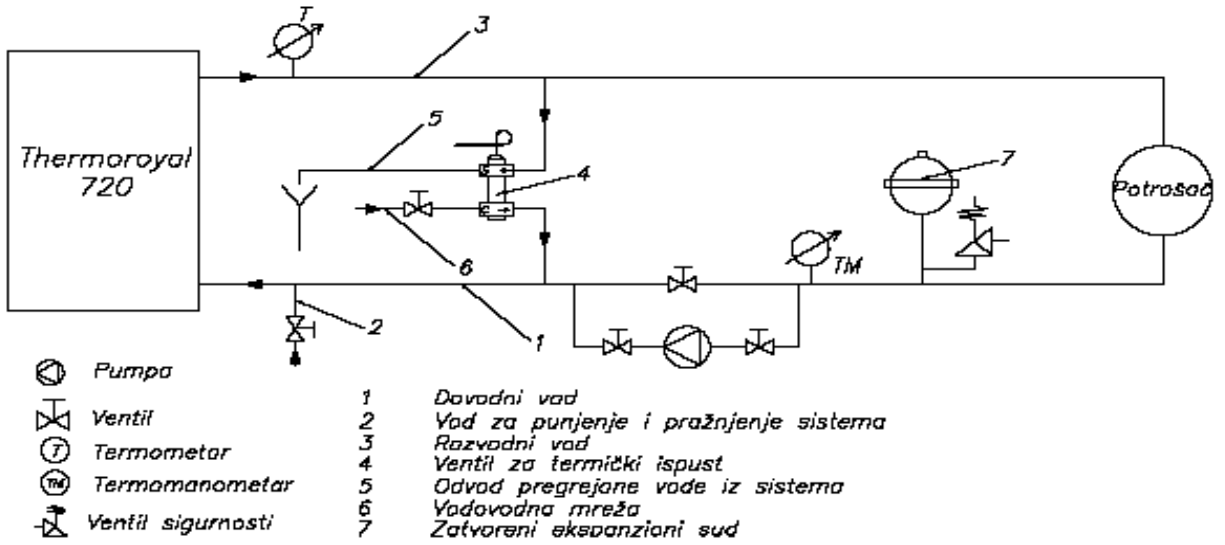 T
3
5
Thermoroyal
720
4
7
Potrošač
6
TM
2
1
Pumpa
Ventil
T Termometar
TM Termomanometar
Ventil sigurnosti
1 Dovodni vod
2 Vod za punjenje i pražnjenje sistema
3 Razvodni vod
4 Ventil za termički ispust
5 Odvod pregrejane vode iz sistema
6 Vodovodna mreža
7 Zatvoreni ekspanzioni sud